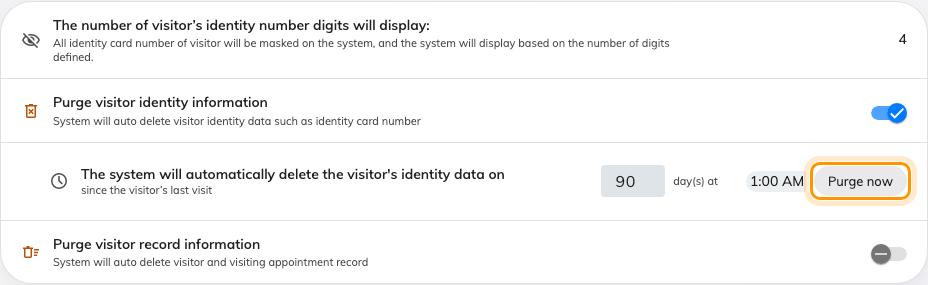 The number of visitor's identity number digits will display:
All identity card number of visitor will be masked on the system, and the system will display based on the number of digits
defined.
4
Purge visitor identity information
System will auto delete visitor identity data such as identity card number
The system will automatically delete the visitor's identity data on
since the visitor's last visit
90 day(s) at 1:00 AM Purge now
Purge visitor record information
System will auto delete visitor and visiting appointment record